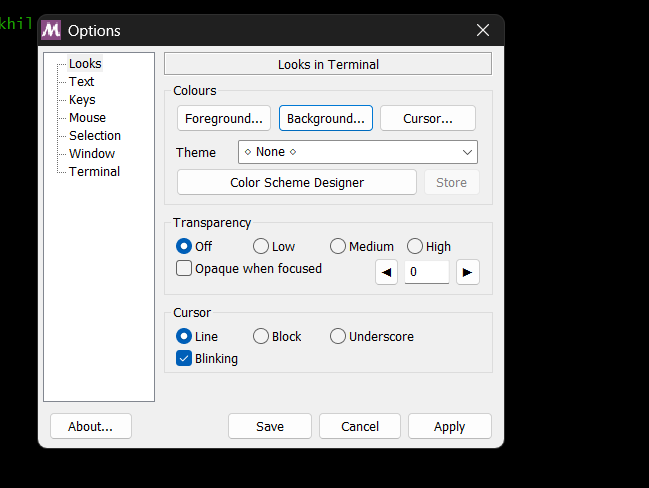 khil
Options
Looks
Text
Keys
Mouse
Selection
Window
Terminal
Looks in Terminal
Colours
Foreground...
Background...
Cursor...
Theme
◇ None ◇
Color Scheme Designer
Store
Transparency
Off
Low
Medium
High
Opaque when focused
0
Cursor
Line
Block
Underscore
Blinking
About...
Save
Cancel
Apply